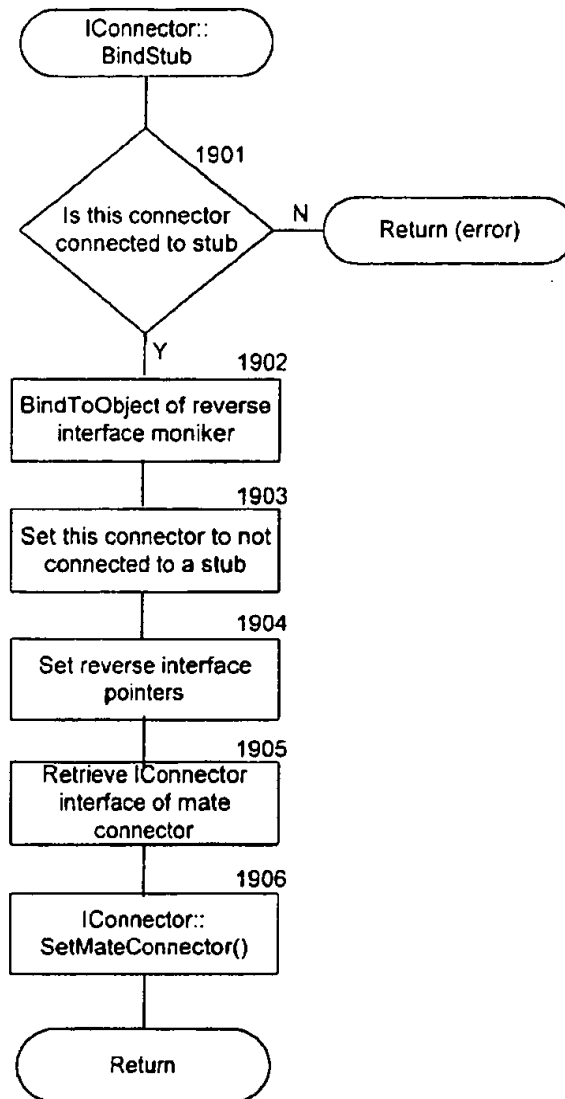 IConnector::
BindStub
1901
Is this connector
connected to stub
N
Return (error)
Y
1902
BindToObject of reverse
interface moniker
1903
Set this connector to not
connected to a stub
1904
Set reverse interface
pointers
1905
Retrieve IConnector
interface of mate
connector
1906
IConnector::
SetMateConnector()
Return